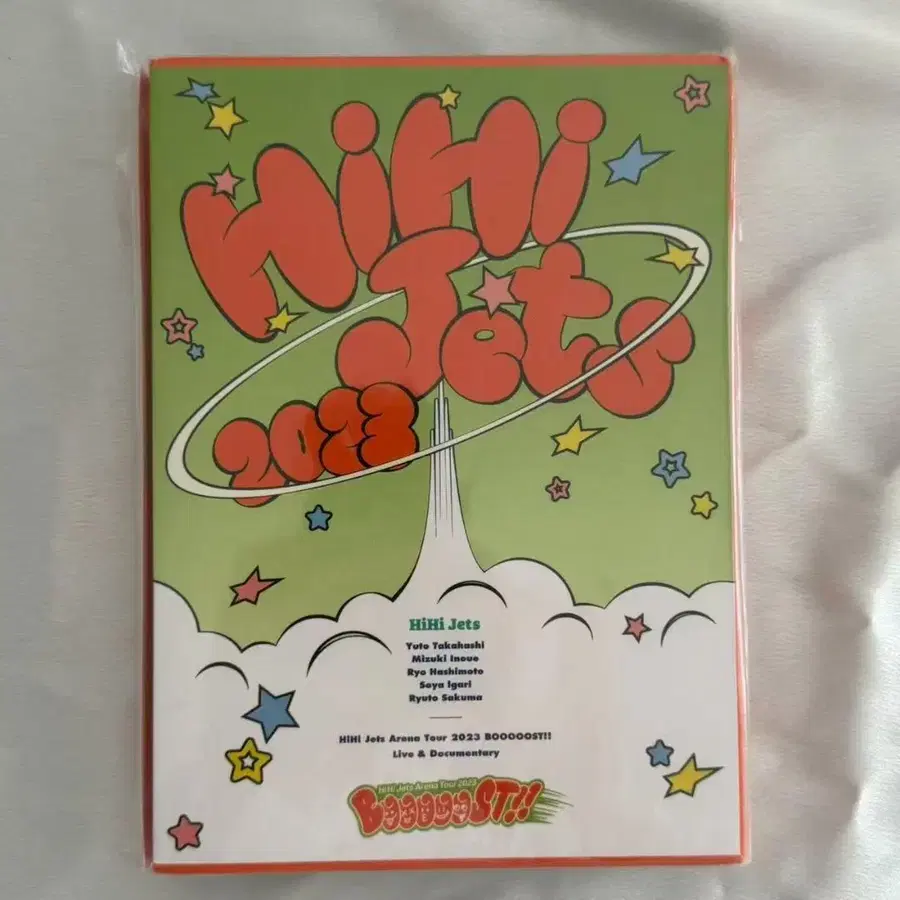 HiHi
Jets
2023
HiHi Jets
Yuto Takahashi
Mizuki Inoue
Ryo Hashimoto
Soya Igari
Ryuto Sakuma
HiHi Jets Arena Tour 2023 BOOOOOST!!
Live & Documentary
HiHi Jets Arena Tour 2023
BOOOOOST!!